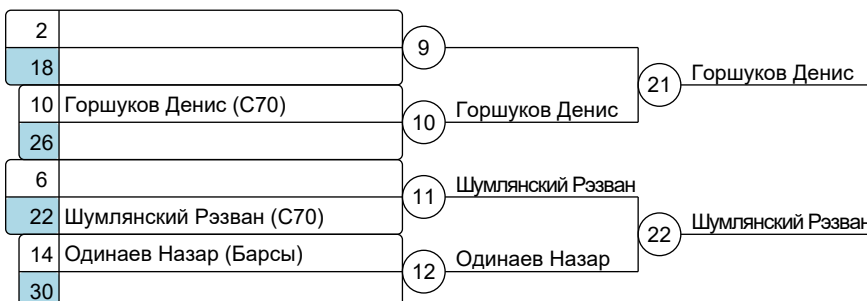 2
18
9
10 Горшуков Денис (С70)
26
10
Горшуков Денис
21
Горшуков Денис
6
22 Шумлянский Рэзван (С70)
11
Шумлянский Рэзван
14 Одинаев Назар (Барсы)
30
12
Одинаев Назар
22
Шумлянский Рэзван